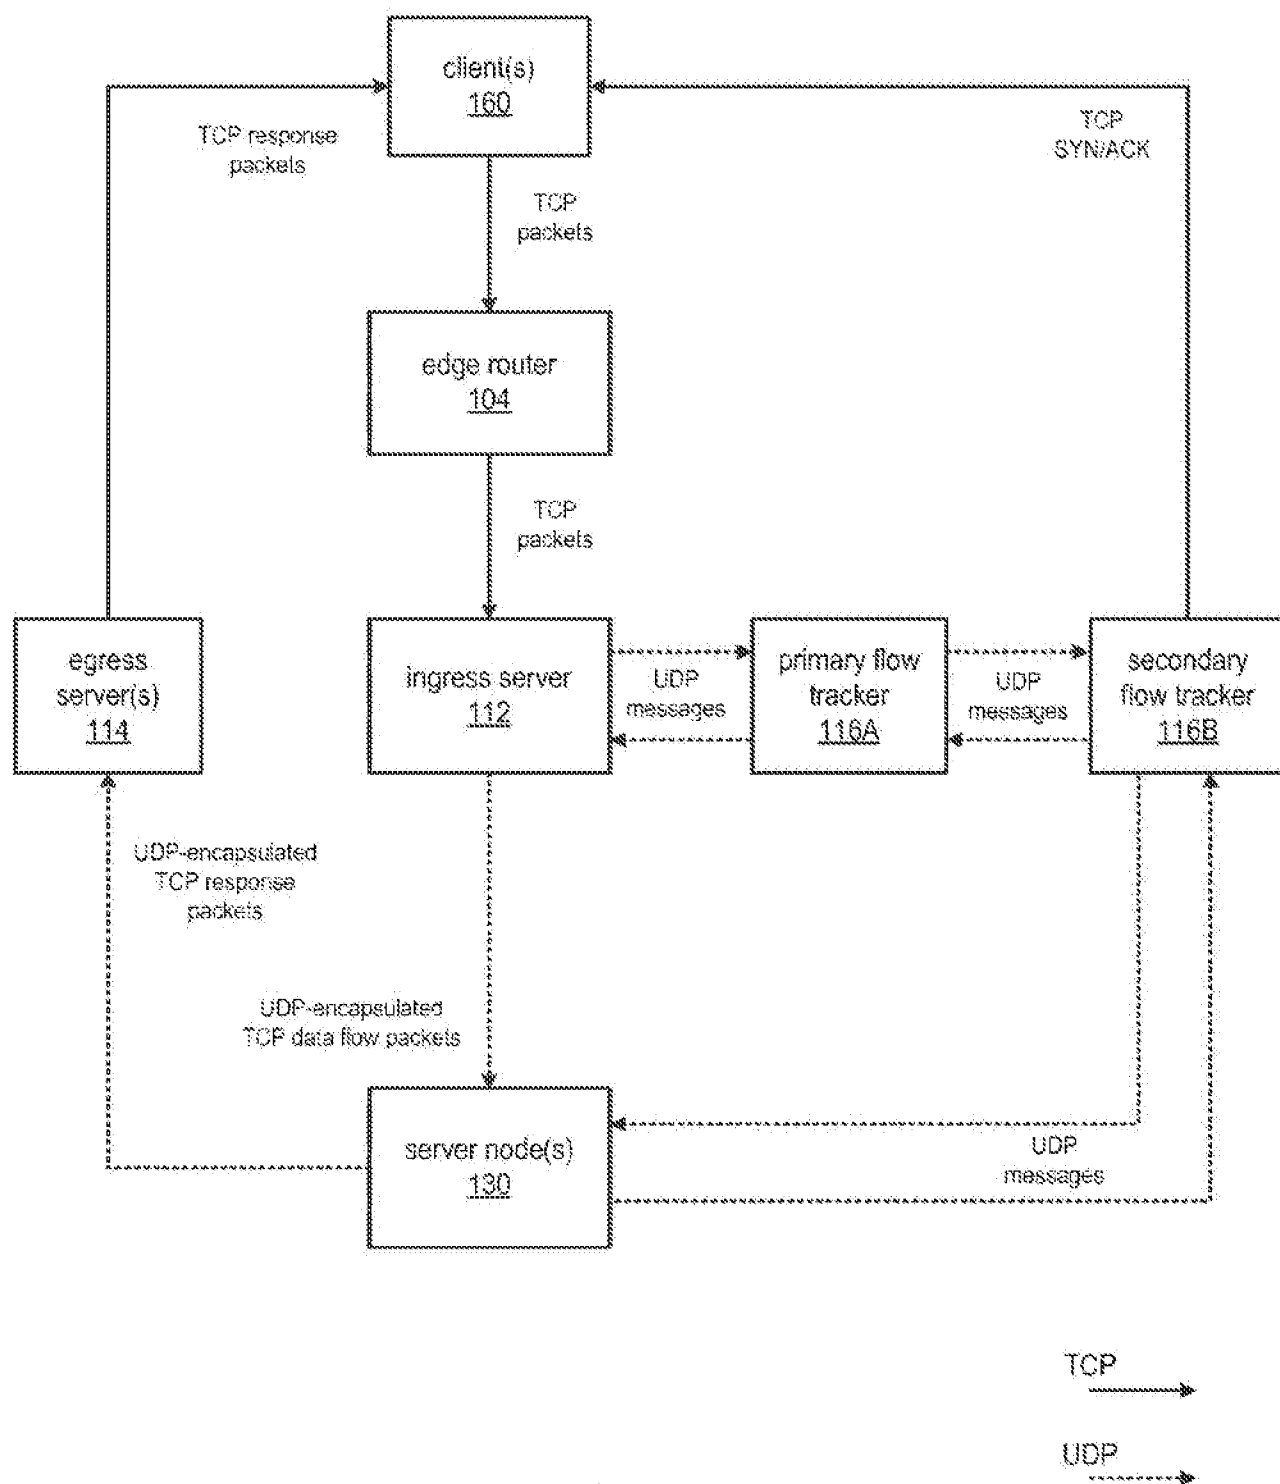 client(s)
160
TCP response
packets
TCP
SYN/ACK
TCP
packets
edge router
104
TCP
packets
egress
server(s)
114
ingress server
112
UDP
messages
primary flow
tracker
116A
UDP
messages
secondary
flow tracker
116B
UDP-encapsulated
TCP response
packets
UDP-encapsulated
TCP data flow packets
server node(s)
130
UDP
messages
TCP
UDP